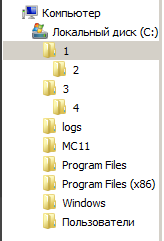 Компьютер
Локальный диск (C:)
1
2
3
4
logs
MC11
Program Files
Program Files (x86)
Windows
Пользователи